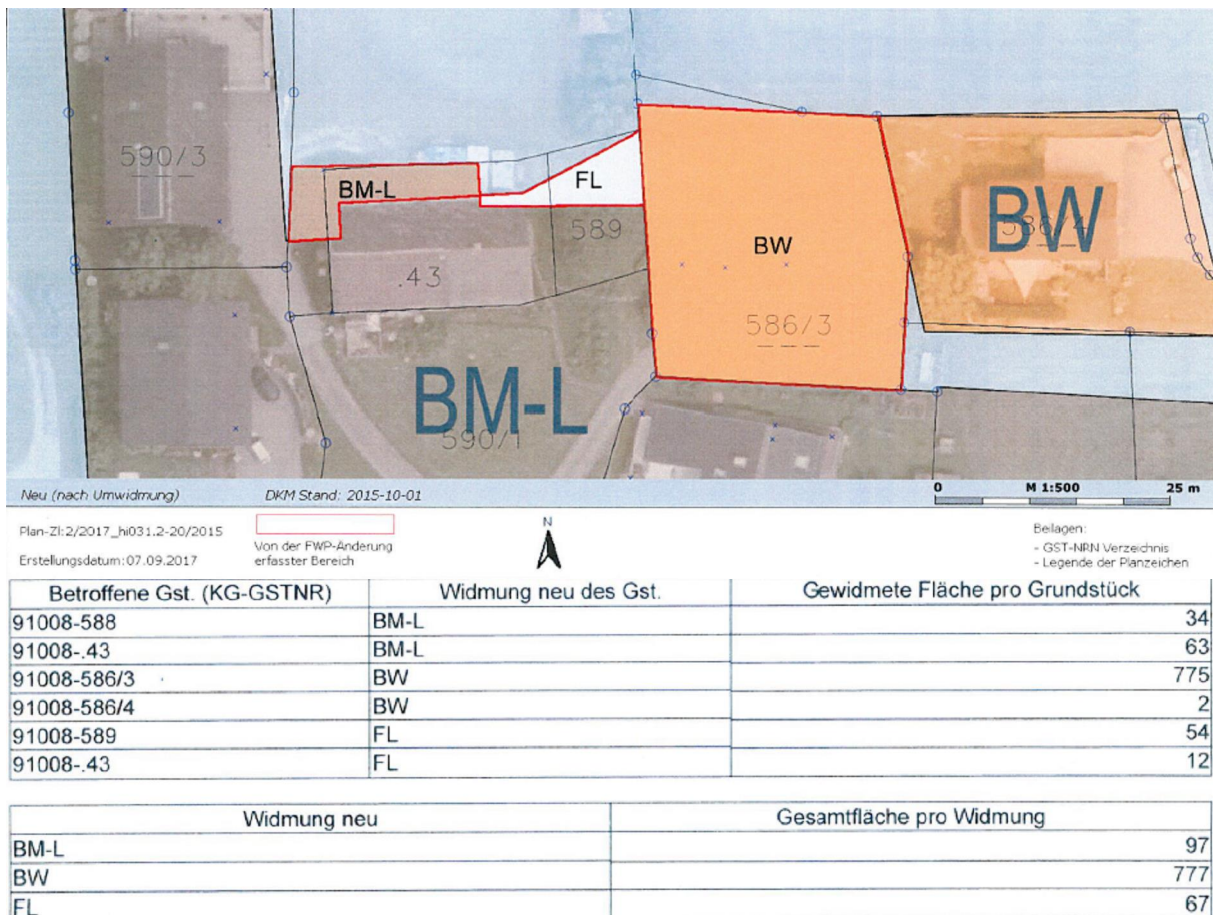 590/3
BM-L
FL
589
.43
BW
586/3
BW
586/4
BM-L
590/1
Neu (nach Umwidmung) DKM Stand: 2015-10-01
0 M 1:500 25 m
Plan-Zl:2/2017_hi031.2-20/2015
Erstellungsdatum:07.09.2017
Von der FWP-Änderung
erfasster Bereich
N
Beilagen:
- GST-NRN Verzeichnis
- Legende der Planzeichen
Betroffene Gst. (KG-GSTNR) Widmung neu des Gst. Gewidmete Fläche pro Grundstück
91008-588 BM-L 34
91008-.43 BM-L 63
91008-586/3 BW 775
91008-586/4 BW 2
91008-589 FL 54
91008-.43 FL 12
Widmung neu Gesamtfläche pro Widmung
BM-L 97
BW 777
FL 67